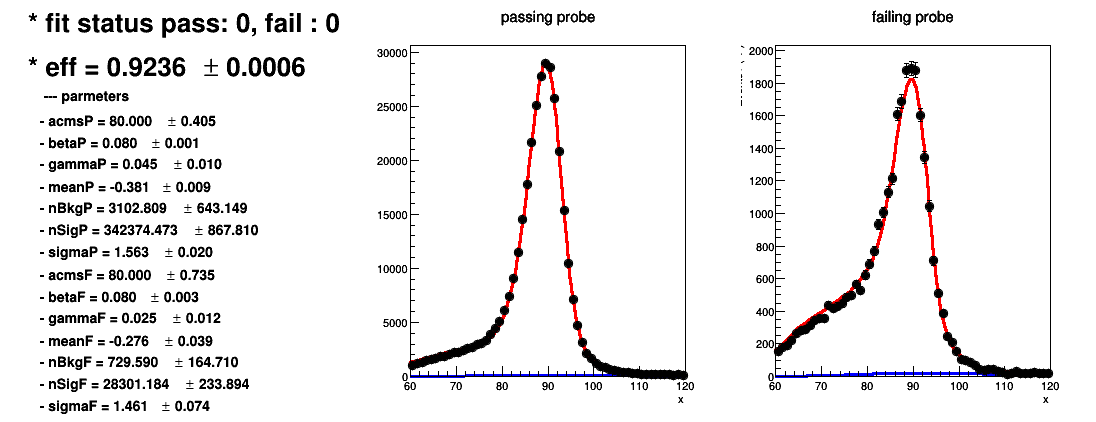 * fit status pass: 0, fail : 0
* eff = 0.9236 ± 0.0006
--- parmeters
- acmsP = 80.000 ± 0.405
- betaP = 0.080 ± 0.001
- gammaP = 0.045 ± 0.010
- meanP = -0.381 ± 0.009
- nBkgP = 3102.809 ± 643.149
- nSigP = 342374.473 ± 867.810
- sigmaP = 1.563 ± 0.020
- acmsF = 80.000 ± 0.735
- betaF = 0.080 ± 0.003
- gammaF = 0.025 ± 0.012
- meanF = -0.276 ± 0.039
- nBkgF = 729.590 ± 164.710
- nSigF = 28301.184 ± 233.894
- sigmaF = 1.461 ± 0.074
passing probe
30000
25000
20000
15000
10000
5000
0
60 70 80 90 100 110 120
x
failing probe
2000
1800
1600
1400
1200
1000
800
600
400
200
0
60 70 80 90 100 110 120
x